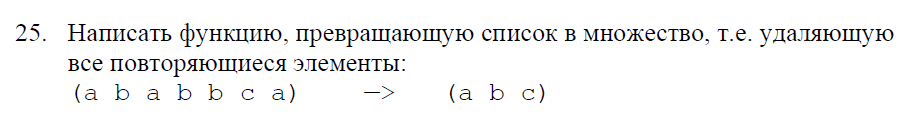 25. Написать функцию, превращающую список в множество, т.е. удаляющую
все повторяющиеся элементы:
(a b a b b c a) —> (a b c)